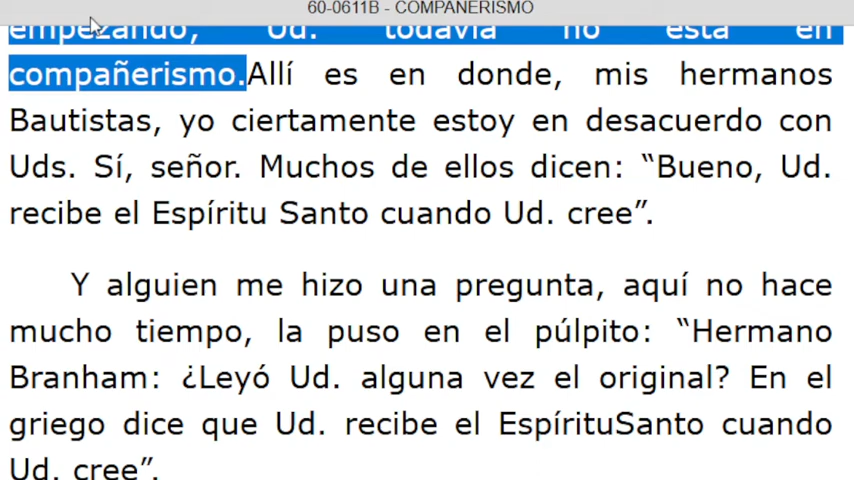 60-0611B - COMPAÑERISMO
empezando, Ud. todavía no está en
compañerismo.Allí es en donde, mis hermanos
Bautistas, yo ciertamente estoy en desacuerdo con
Uds. Sí, señor. Muchos de ellos dicen: “Bueno, Ud.
recibe el Espíritu Santo cuando Ud. cree”.
Y alguien me hizo una pregunta, aquí no hace
mucho tiempo, la puso en el púlpito: “Hermano
Branham: ¿Leyó Ud. alguna vez el original? En el
griego dice que Ud. recibe el EspírituSanto cuando
Ud. cree”.